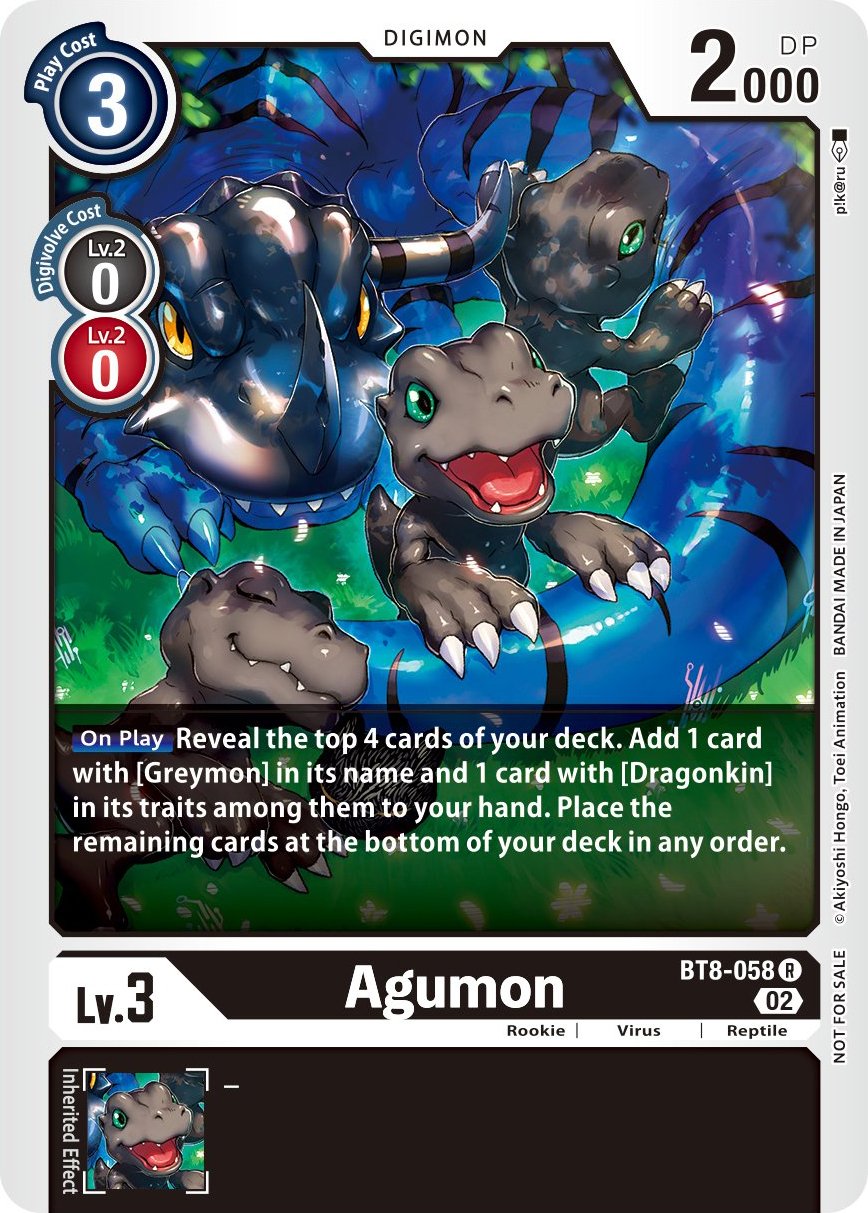 DIGIMON
Play Cost
3
DP
2000
Digivolve Cost
Lv.2
0
Lv.2
0
p!k@ru
On Play Reveal the top 4 cards of your deck. Add 1 card
with [Greymon] in its name and 1 card with [Dragonkin]
in its traits among them to your hand. Place the
remaining cards at the bottom of your deck in any order.
© Akiyoshi Hongo, Toei Animation BANDAI MADE IN JAPAN
NOT FOR SALE
Lv.3
Agumon
BT8-058 R
02
Rookie | Virus | Reptile
Inherited Effect
–